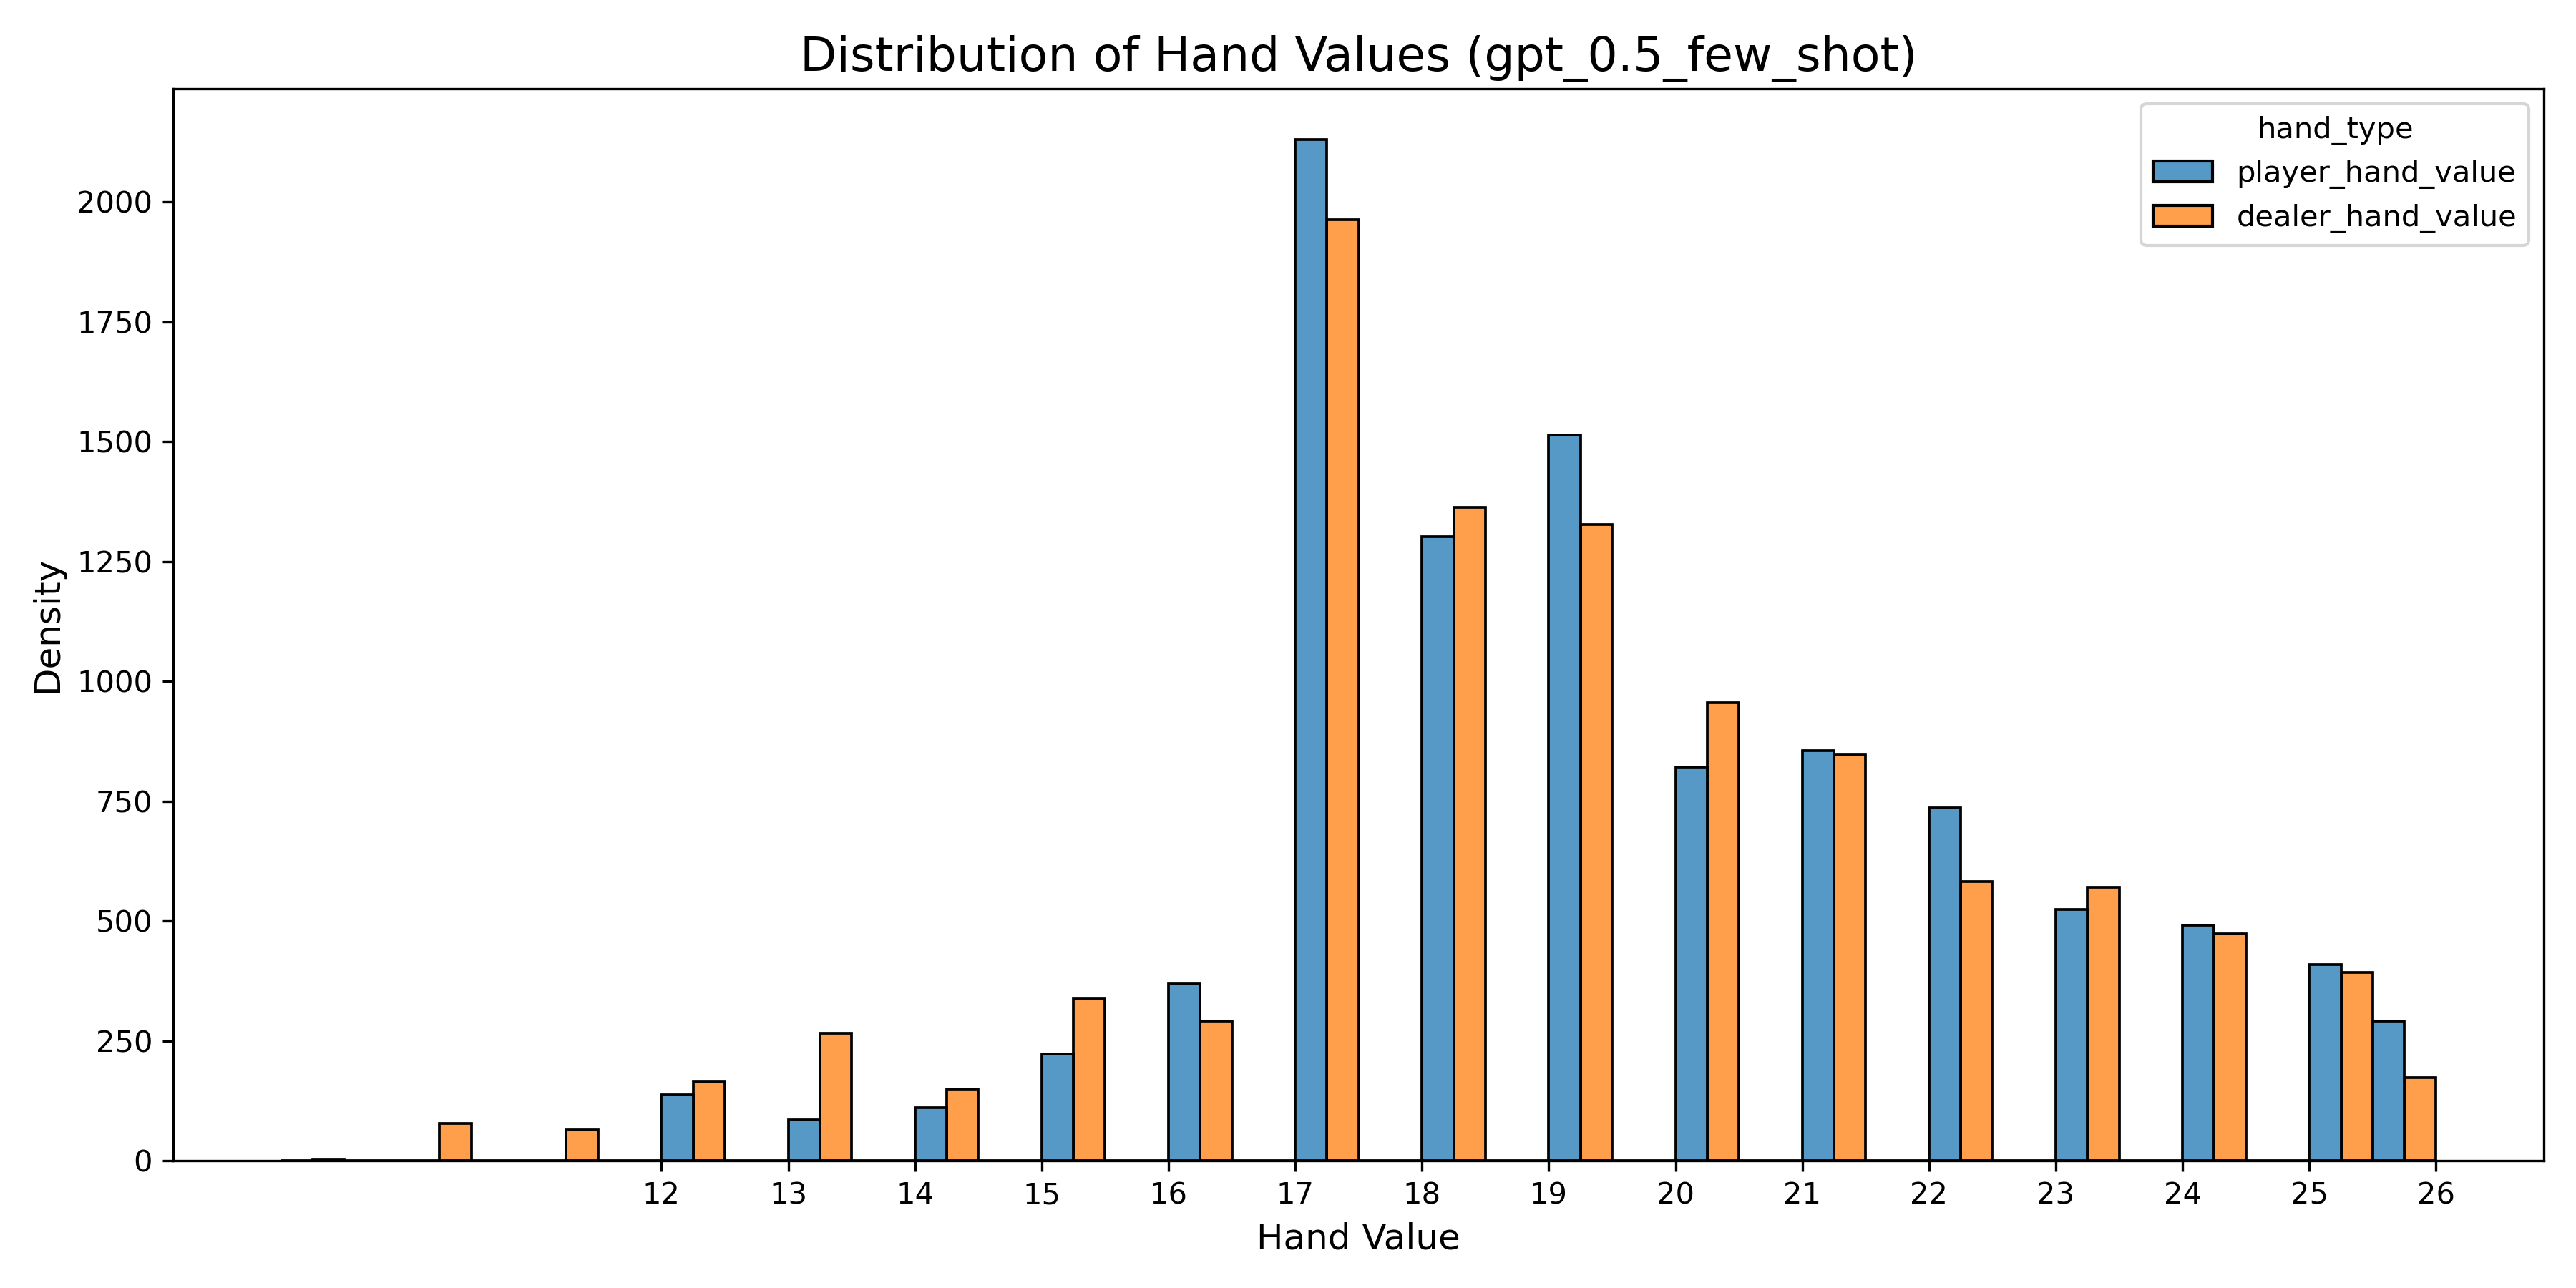 Distribution of Hand Values (gpt_0.5_few_shot)
hand_type
player_hand_value
dealer_hand_value
Density
2000
1750
1500
1250
1000
750
500
250
0
12 13 14 15 16 17 18 19 20 21 22 23 24 25 26
Hand Value